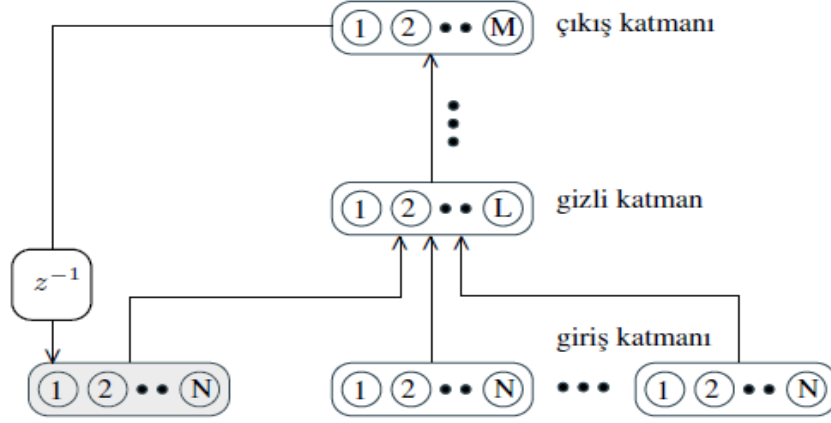 1 2 •• M çıkış katmanı
1 2 •• L gizli katman
z⁻¹
giriş katmanı
1 2 •• N 1 2 •• N ••• 1 2 •• N